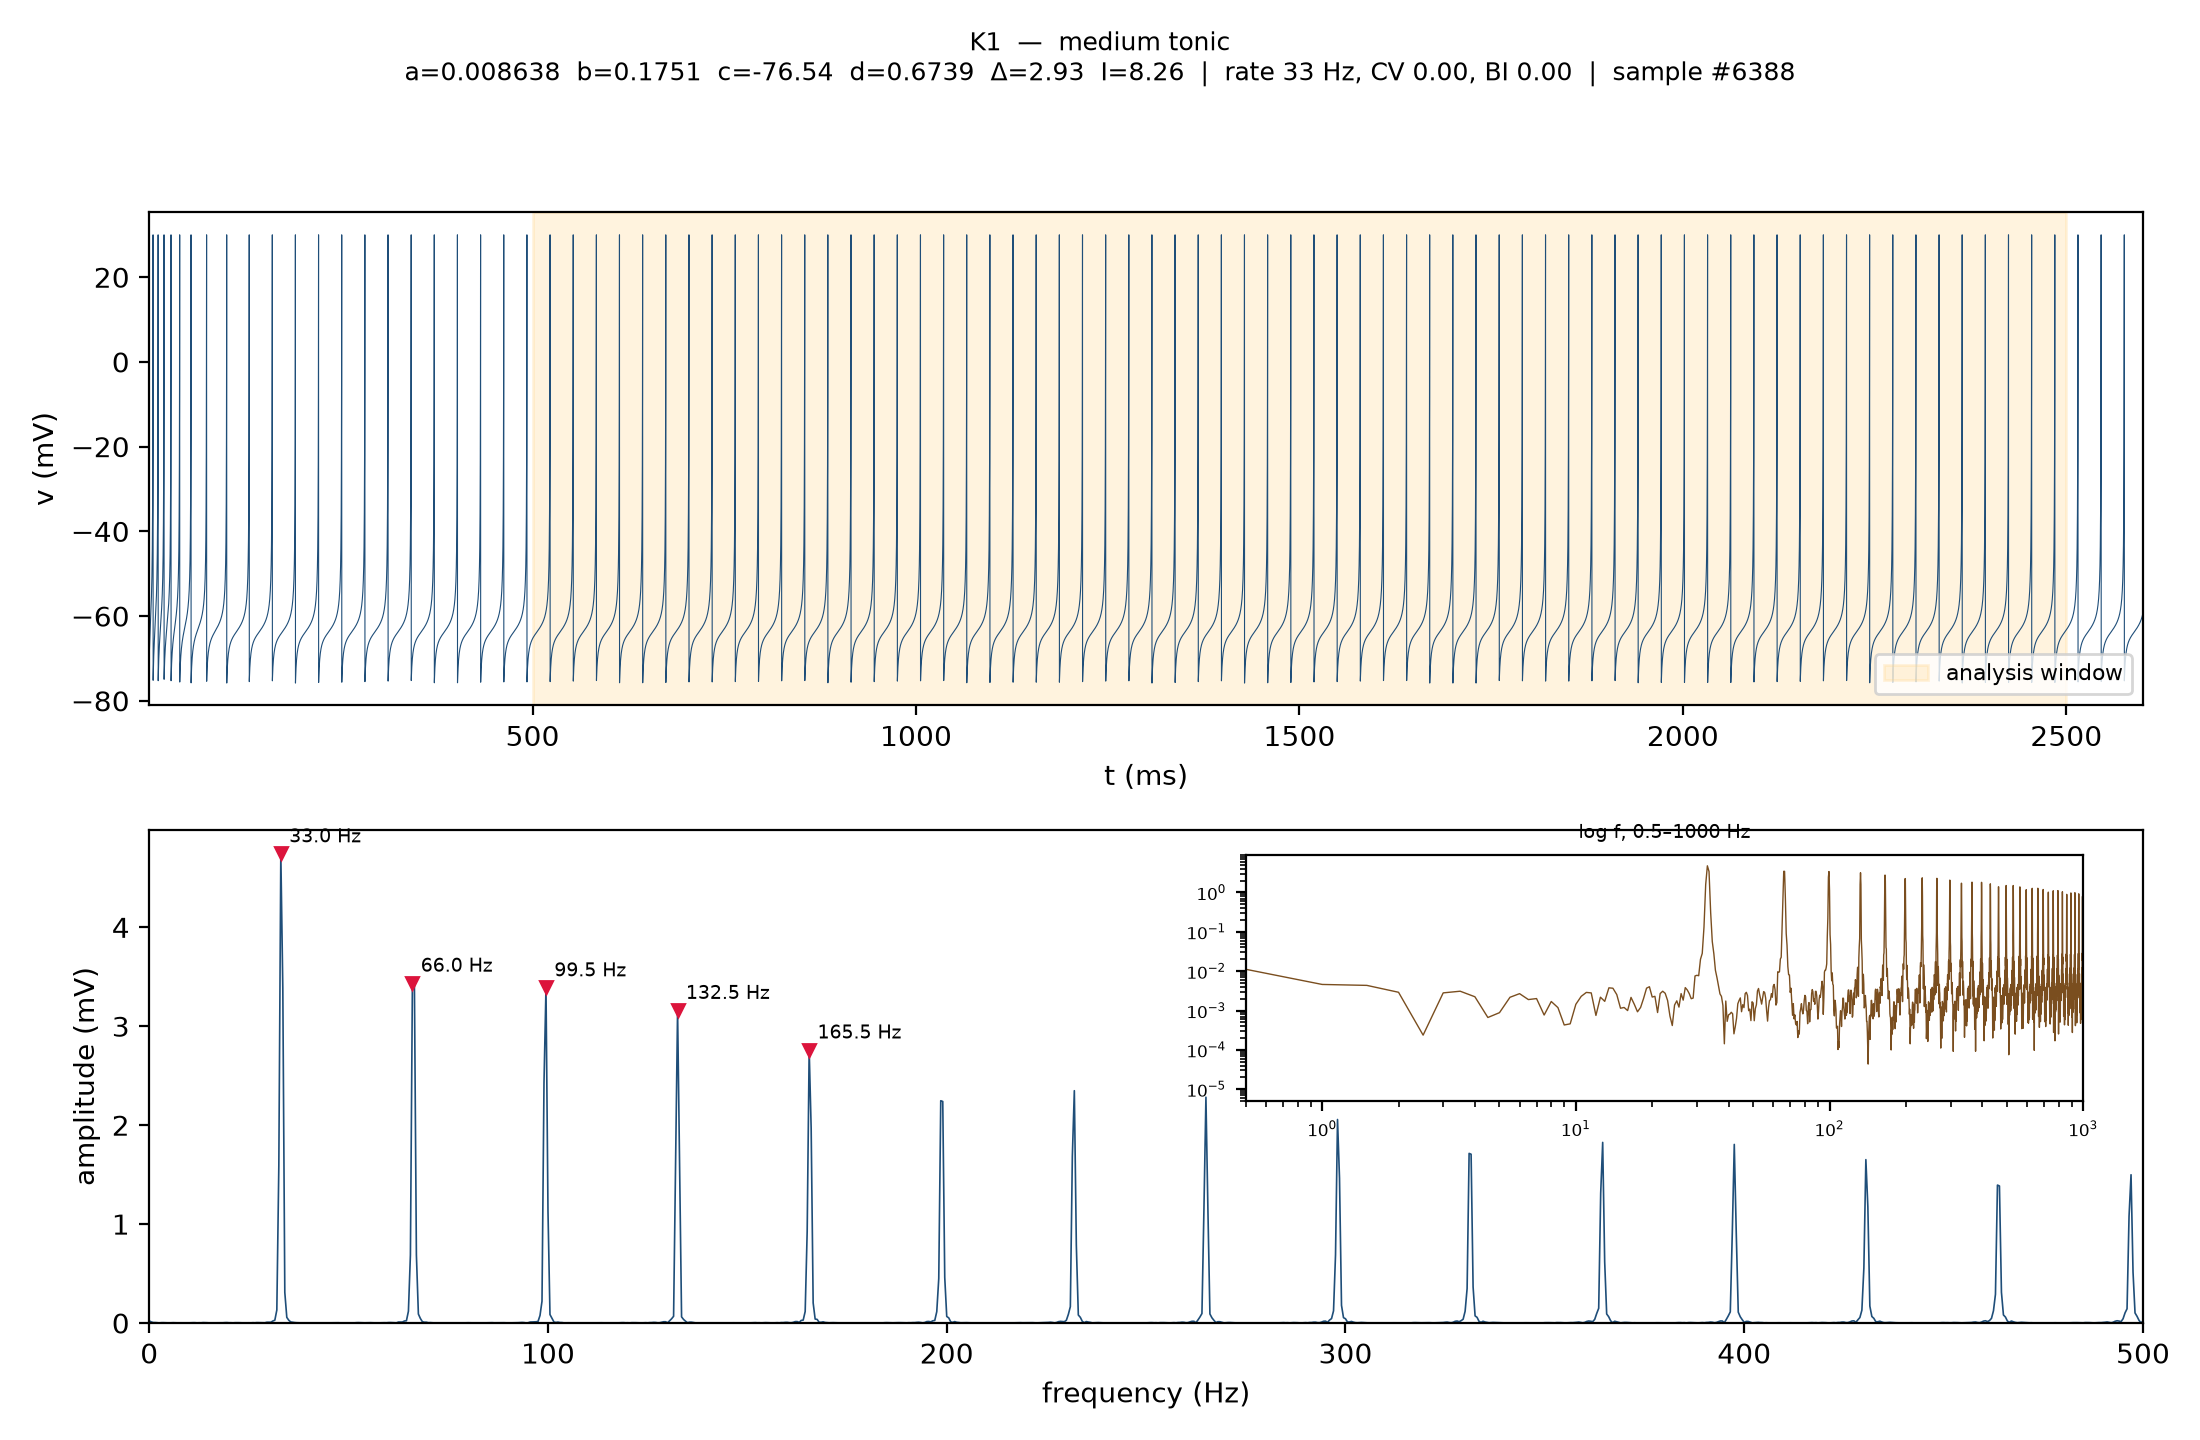 K1 — medium tonic
a=0.008638 b=0.1751 c=-76.54 d=0.6739 Δ=2.93 I=8.26 | rate 33 Hz, CV 0.00, BI 0.00 | sample #6388
20
0
−20
−40
−60
−80
v (mV)
analysis window
500
1000
1500
2000
2500
t (ms)
33.0 Hz
66.0 Hz
99.5 Hz
132.5 Hz
165.5 Hz
log f, 0.5–1000 Hz
10⁰
10⁻¹
10⁻²
10⁻³
10⁻⁴
10⁻⁵
10⁰
10¹
10²
10³
4
3
2
1
0
amplitude (mV)
0
100
200
300
400
500
frequency (Hz)